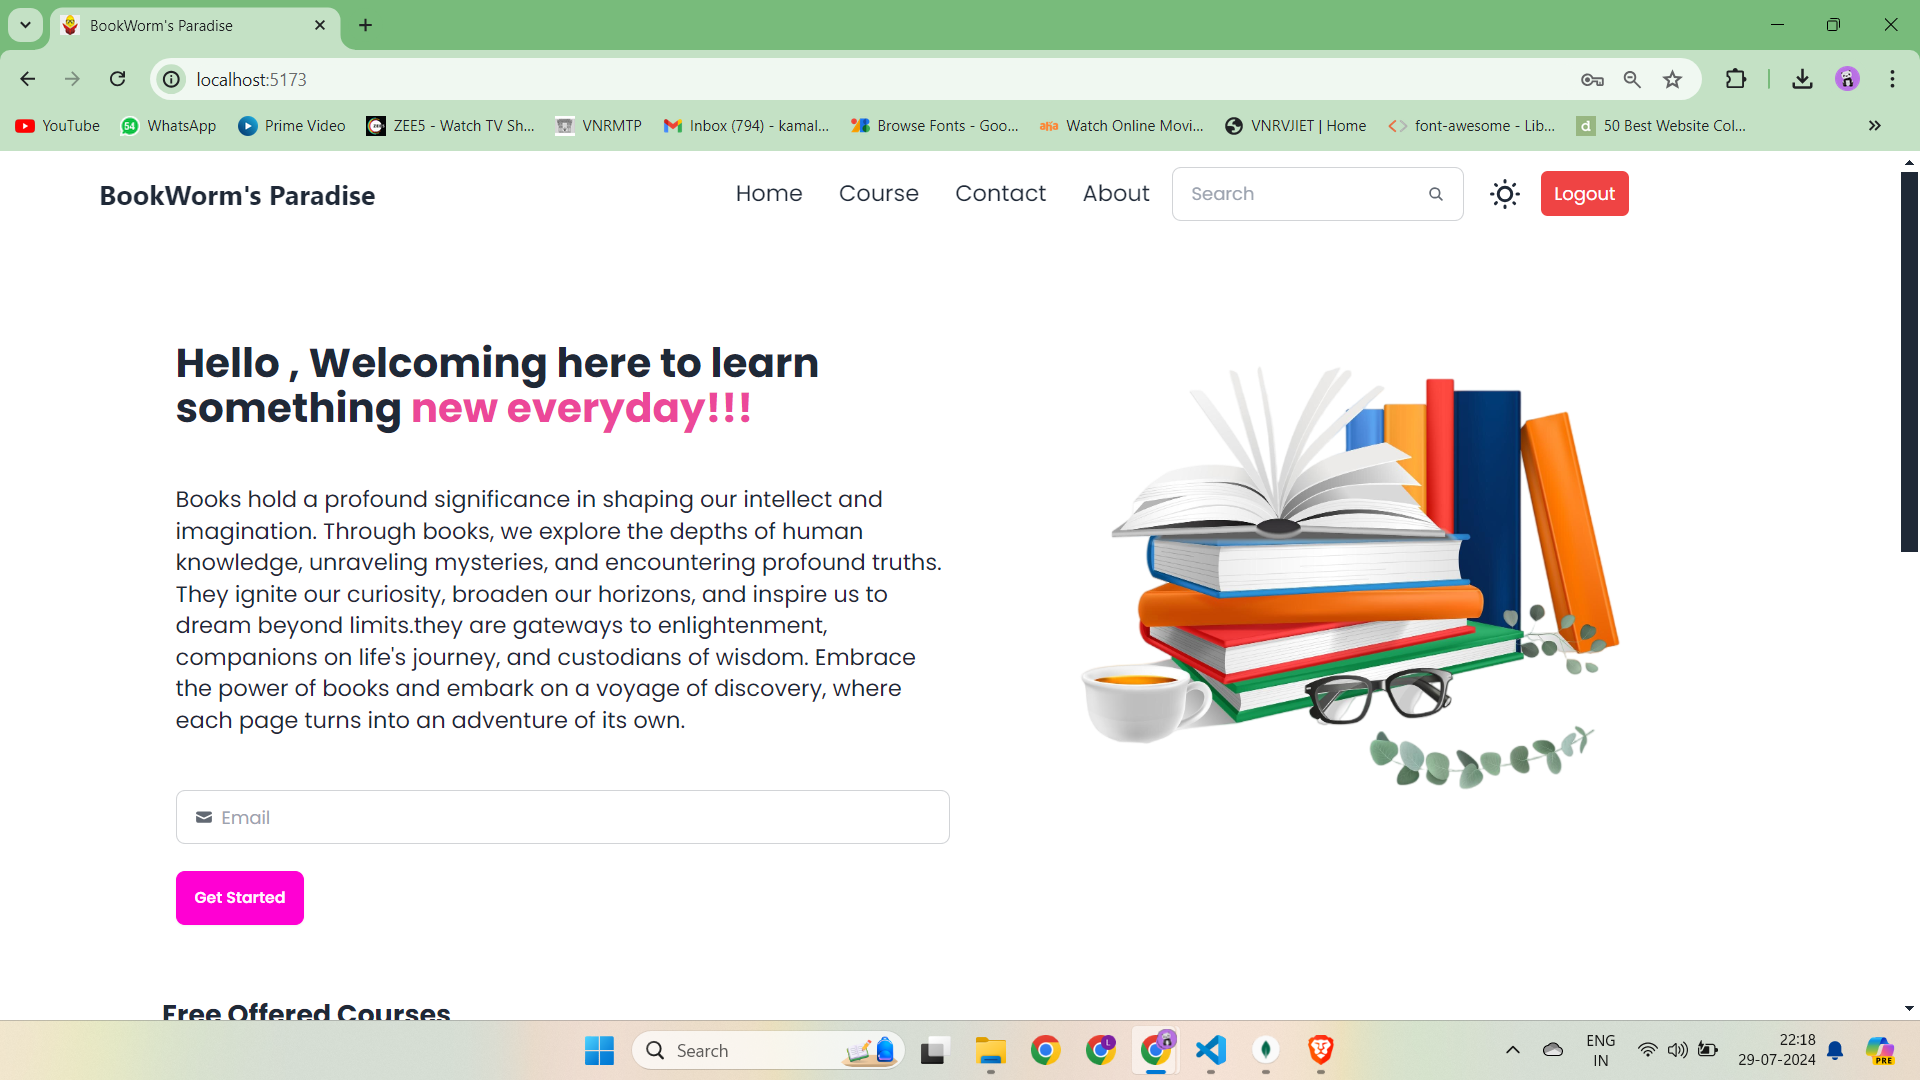 BookWorm's Paradise
localhost:5173
YouTube
WhatsApp
Prime Video
ZEE5 - Watch TV Sh...
VNRMTP
Inbox (794) - kamal...
Browse Fonts - Goo...
Watch Online Movi...
VNRVJIET | Home
font-awesome - Lib...
50 Best Website Col...
BookWorm's Paradise
Home
Course
Contact
About
Search
Logout
Hello , Welcoming here to learn
something new everyday!!!
Books hold a profound significance in shaping our intellect and
imagination. Through books, we explore the depths of human
knowledge, unraveling mysteries, and encountering profound truths.
They ignite our curiosity, broaden our horizons, and inspire us to
dream beyond limits.they are gateways to enlightenment,
companions on life's journey, and custodians of wisdom. Embrace
the power of books and embark on a voyage of discovery, where
each page turns into an adventure of its own.
Email
Get Started
Free Offered Courses
Search
ENG
IN
22:18
29-07-2024
PRE